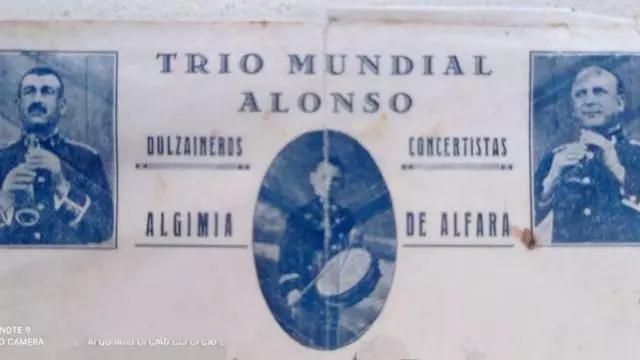 TRIO MUNDIAL
ALONSO
DULZAINEROS
CONCERTISTAS
ALGIMIA
DE ALFARA
NOTE 9
CAMERA